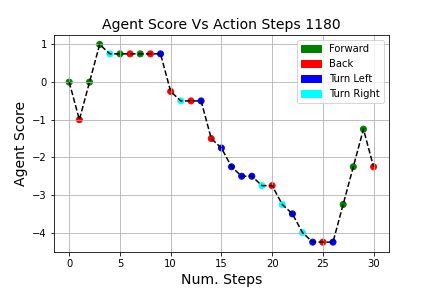 Agent Score Vs Action Steps 1180
Forward
Back
Turn Left
Turn Right
1
0
−1
−2
−3
−4
Agent Score
0 5 10 15 20 25 30
Num. Steps